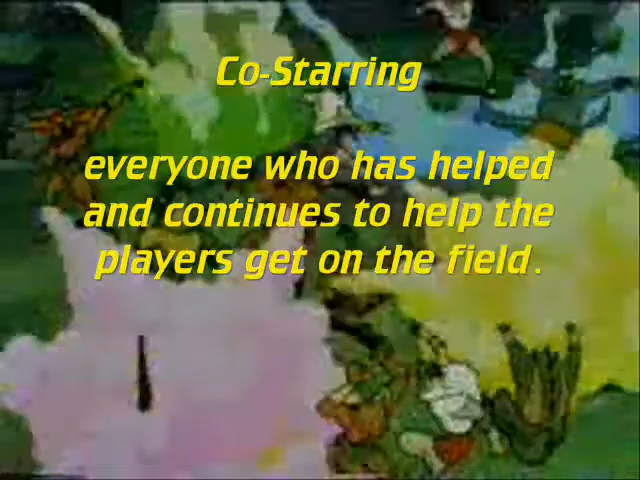 Co-Starring
everyone who has helped
and continues to help the
players get on the field.